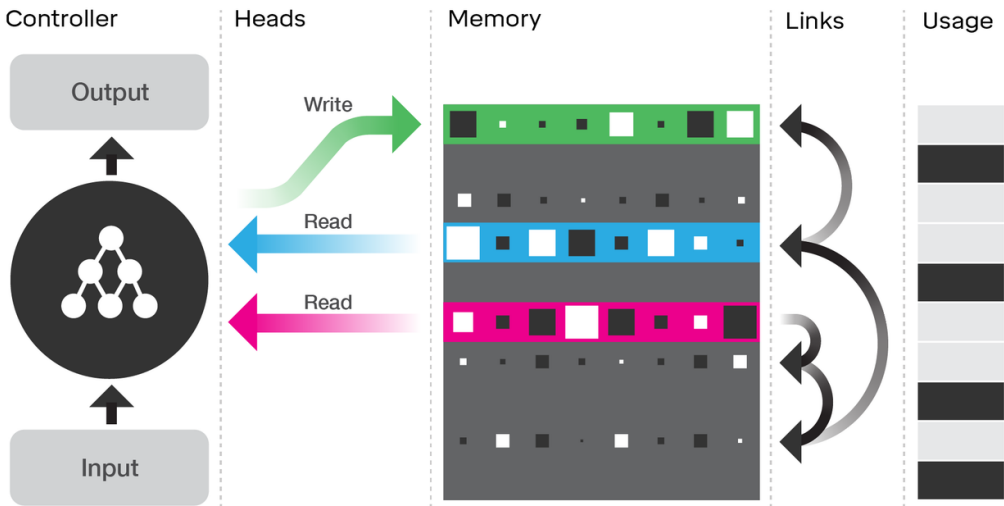 Controller
Heads
Memory
Links
Usage
Output
Write
Read
Read
Input